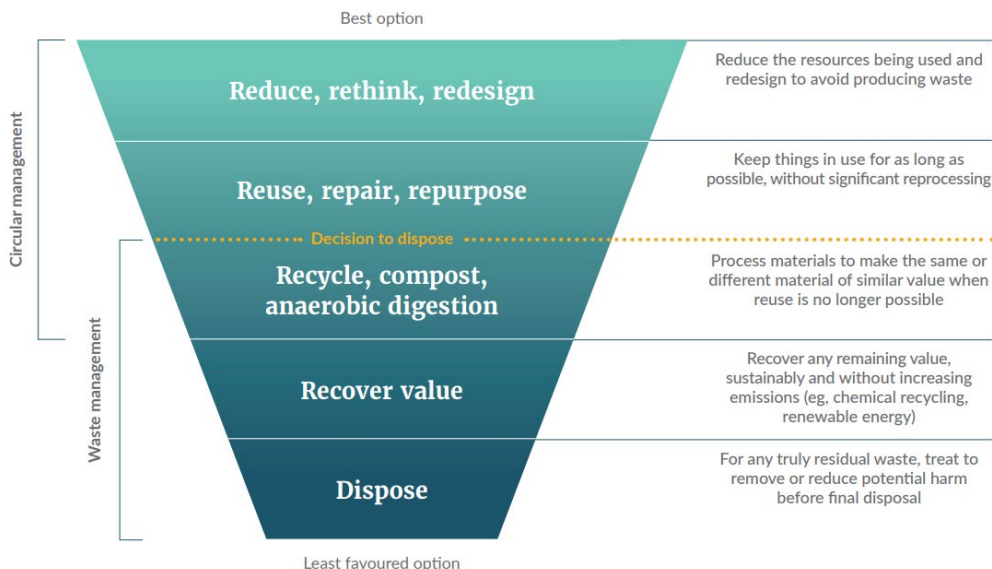 Best option
Circular management
Waste management
Reduce, rethink, redesign
Reduce the resources being used and
redesign to avoid producing waste
Reuse, repair, repurpose
Keep things in use for as long as
possible, without significant reprocessing
Decision to dispose
Recycle, compost,
anaerobic digestion
Process materials to make the same or
different material of similar value when
reuse is no longer possible
Recover value
Recover any remaining value,
sustainably and without increasing
emissions (eg, chemical recycling,
renewable energy)
Dispose
For any truly residual waste, treat to
remove or reduce potential harm
before final disposal
Least favoured option